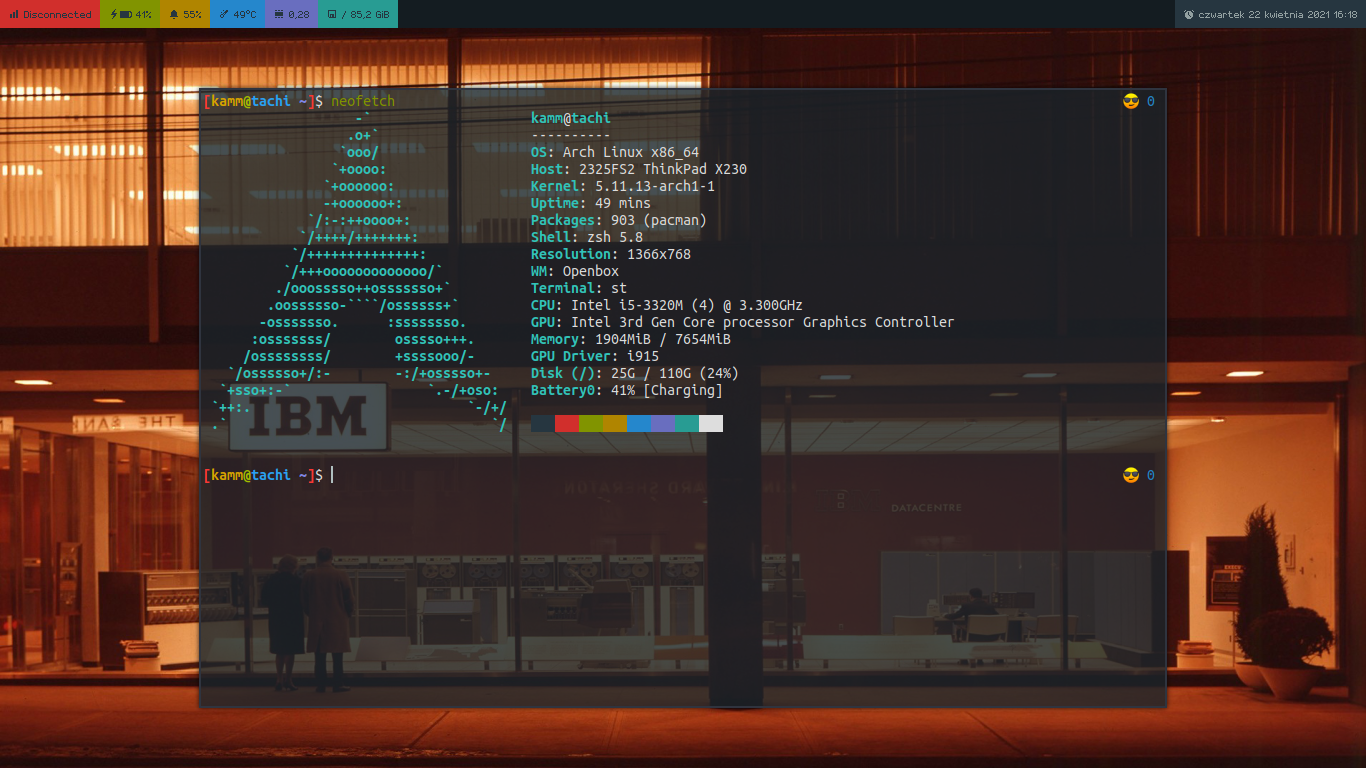 Disconnected 41% 55% 49°C 0,28 / 85,2 GiB czwartek 22 kwietnia 2021 16:18
[kamm@tachi ~]$ neofetch 😎 0
-`
.o+`
`ooo/
`+oooo:
`+oooooo:
-+oooooo+:
`/:-:++oooo+:
`/++++/+++++++:
`/++++++++++++++:
`/+++ooooooooooooo/`
./ooosssso++osssssso+`
.oossssso-````/ossssss+`
-osssssso. :ssssssso.
:osssssss/ osssso+++.
/ossssssss/ +ssssooo/-
`/ossssso+/:- -:/+osssso+-
`+sso+:-` `.-/+oso:
`++:. `-/+/
.` `/
kamm@tachi
----------
OS: Arch Linux x86_64
Host: 2325FS2 ThinkPad X230
Kernel: 5.11.13-arch1-1
Uptime: 49 mins
Packages: 903 (pacman)
Shell: zsh 5.8
Resolution: 1366x768
WM: Openbox
Terminal: st
CPU: Intel i5-3320M (4) @ 3.300GHz
GPU: Intel 3rd Gen Core processor Graphics Controller
Memory: 1904MiB / 7654MiB
GPU Driver: i915
Disk (/): 25G / 110G (24%)
Battery0: 41% [Charging]
[kamm@tachi ~]$ 😎 0
IBM
THE BANK
DATACENTRE